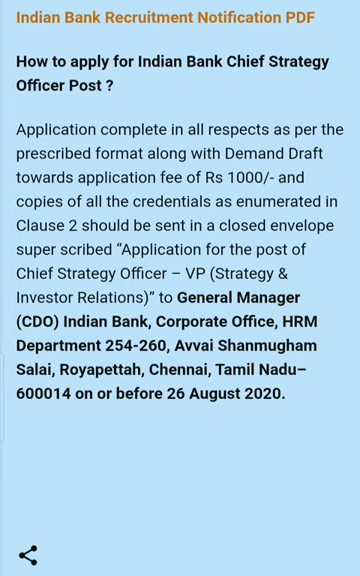 Indian Bank Recruitment Notification PDF
How to apply for Indian Bank Chief Strategy
Officer Post ?
Application complete in all respects as per the
prescribed format along with Demand Draft
towards application fee of Rs 1000/- and
copies of all the credentials as enumerated in
Clause 2 should be sent in a closed envelope
super scribed “Application for the post of
Chief Strategy Officer – VP (Strategy &
Investor Relations)” to General Manager
(CDO) Indian Bank, Corporate Office, HRM
Department 254-260, Avvai Shanmugham
Salai, Royapettah, Chennai, Tamil Nadu–
600014 on or before 26 August 2020.